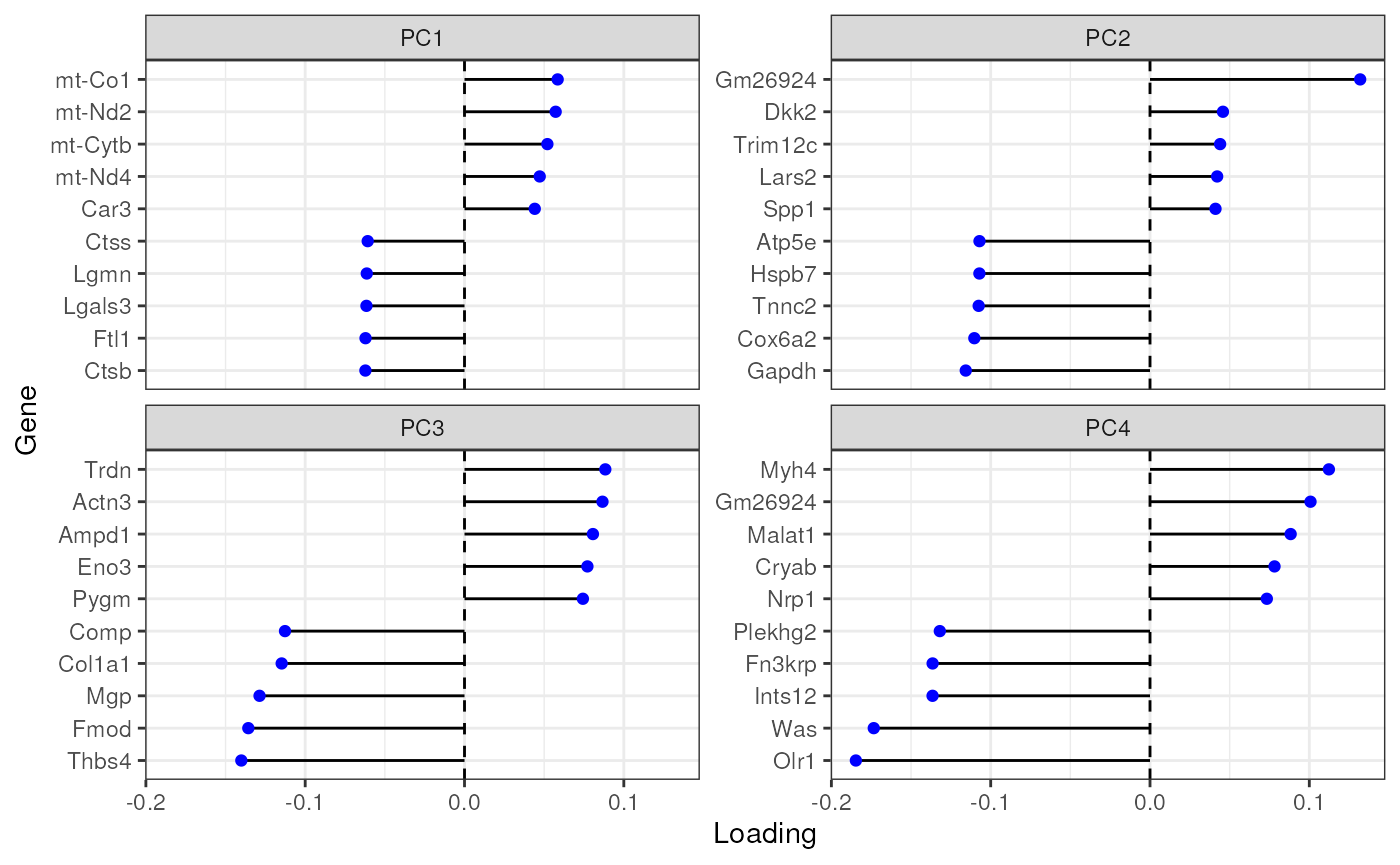 PC1
mt-Co1
mt-Nd2
mt-Cytb
mt-Nd4
Car3
Ctss
Lgmn
Lgals3
Ftl1
Ctsb
PC2
Gm26924
Dkk2
Trim12c
Lars2
Spp1
Atp5e
Hspb7
Tnnc2
Cox6a2
Gapdh
Gene
PC3
Trdn
Actn3
Ampd1
Eno3
Pygm
Comp
Col1a1
Mgp
Fmod
Thbs4
-0.2 -0.1 0.0 0.1
PC4
Myh4
Gm26924
Malat1
Cryab
Nrp1
Plekhg2
Fn3krp
Ints12
Was
Olr1
-0.2 -0.1 0.0 0.1
Loading